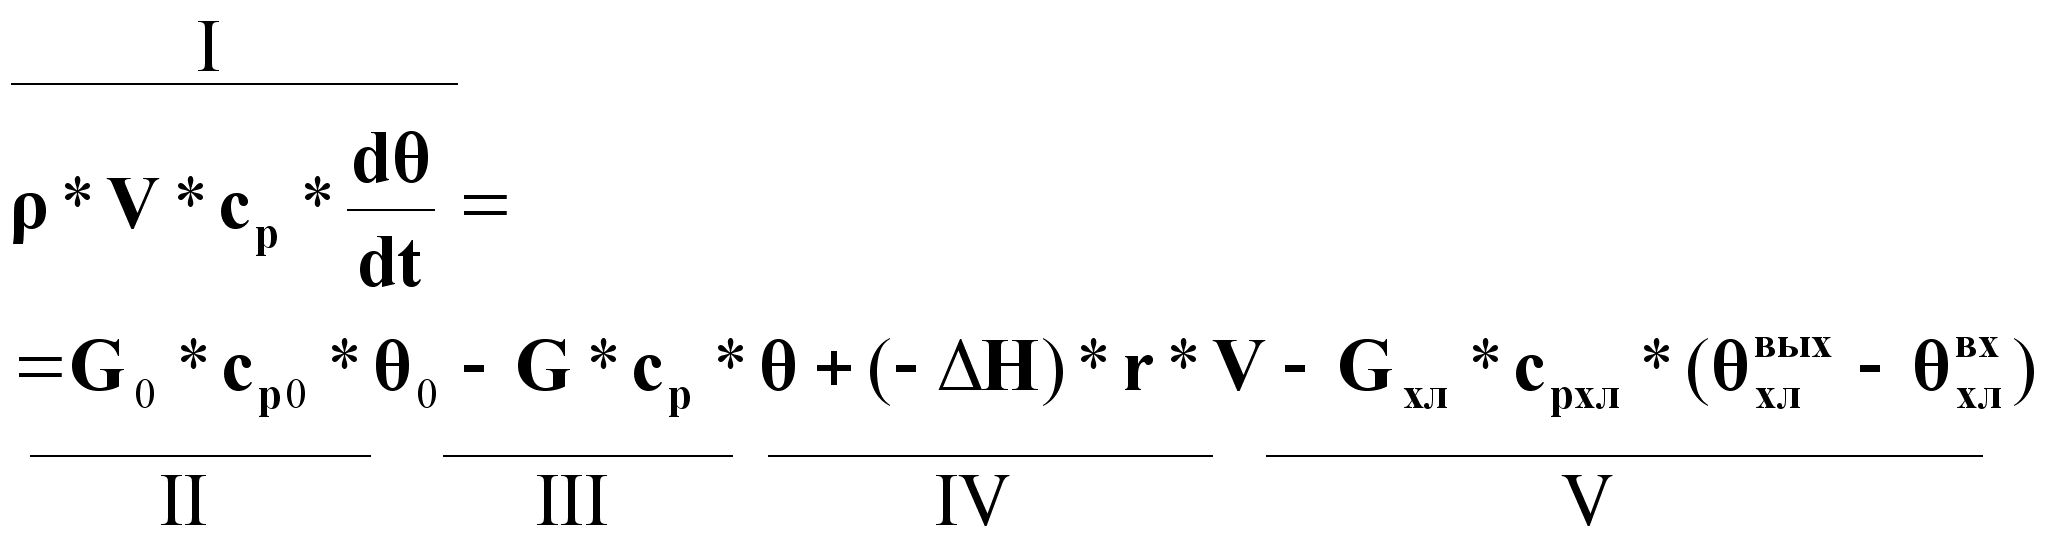 I
ρ * V * c_p * dθ/dt =
=G_0 * c_p0 * θ_0 - G * c_p * θ + (- ΔH) * r * V - G_хл * c_pхл * (θ_хл^вых - θ_хл^вх)
II III IV V